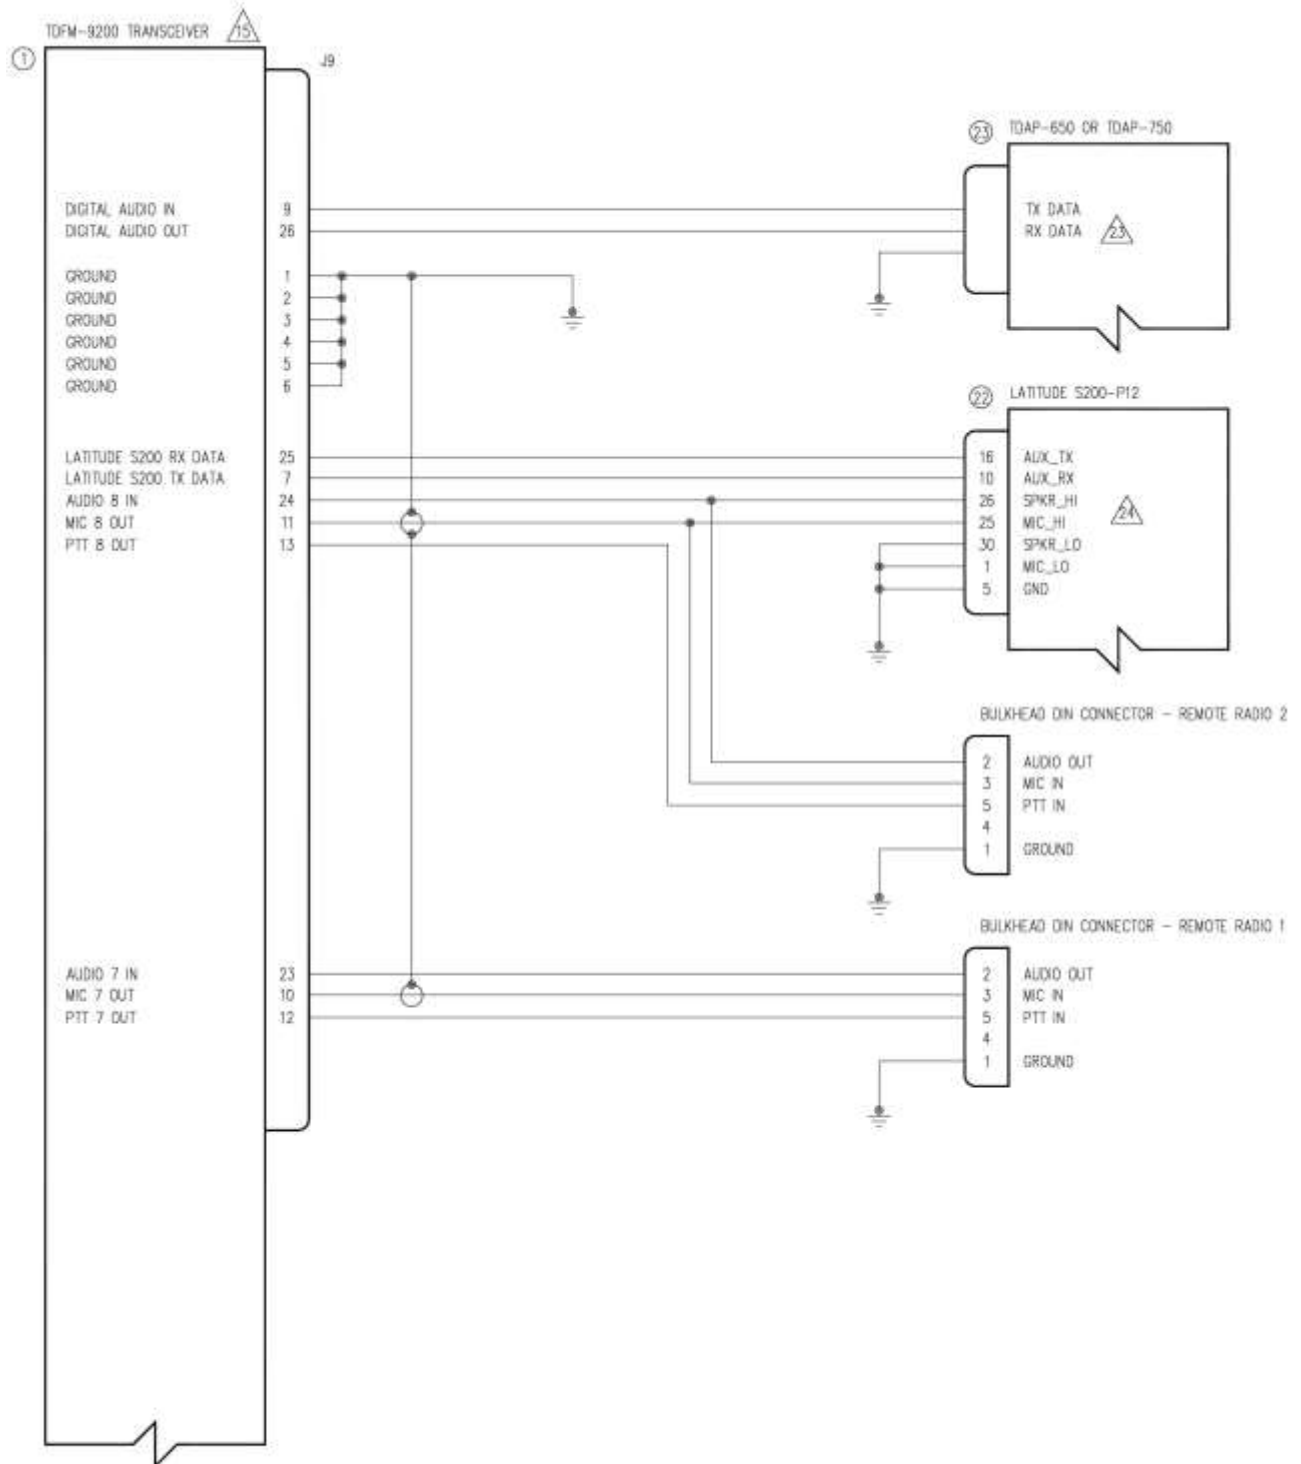 TDFM-9200 TRANSCEIVER 15
1
J9
23 TDAP-650 OR TDAP-750
DIGITAL AUDIO IN 9 TX DATA
DIGITAL AUDIO OUT 26 RX DATA 23
GROUND 1
GROUND 2
GROUND 3
GROUND 4
GROUND 5
GROUND 6
22 LATITUDE S200-P12
LATITUDE S200 RX DATA 25 16 AUX_TX
LATITUDE S200 TX DATA 7 10 AUX_RX
AUDIO 8 IN 24 26 SPKR_HI
MIC 8 OUT 11 25 MIC_HI 24
PTT 8 OUT 13 30 SPKR_LO
1 MIC_LO
5 GND
BULKHEAD DIN CONNECTOR - REMOTE RADIO 2
2 AUDIO OUT
3 MIC IN
5 PTT IN
4
1 GROUND
BULKHEAD DIN CONNECTOR - REMOTE RADIO 1
AUDIO 7 IN 23 2 AUDIO OUT
MIC 7 OUT 10 3 MIC IN
PTT 7 OUT 12 5 PTT IN
4
1 GROUND